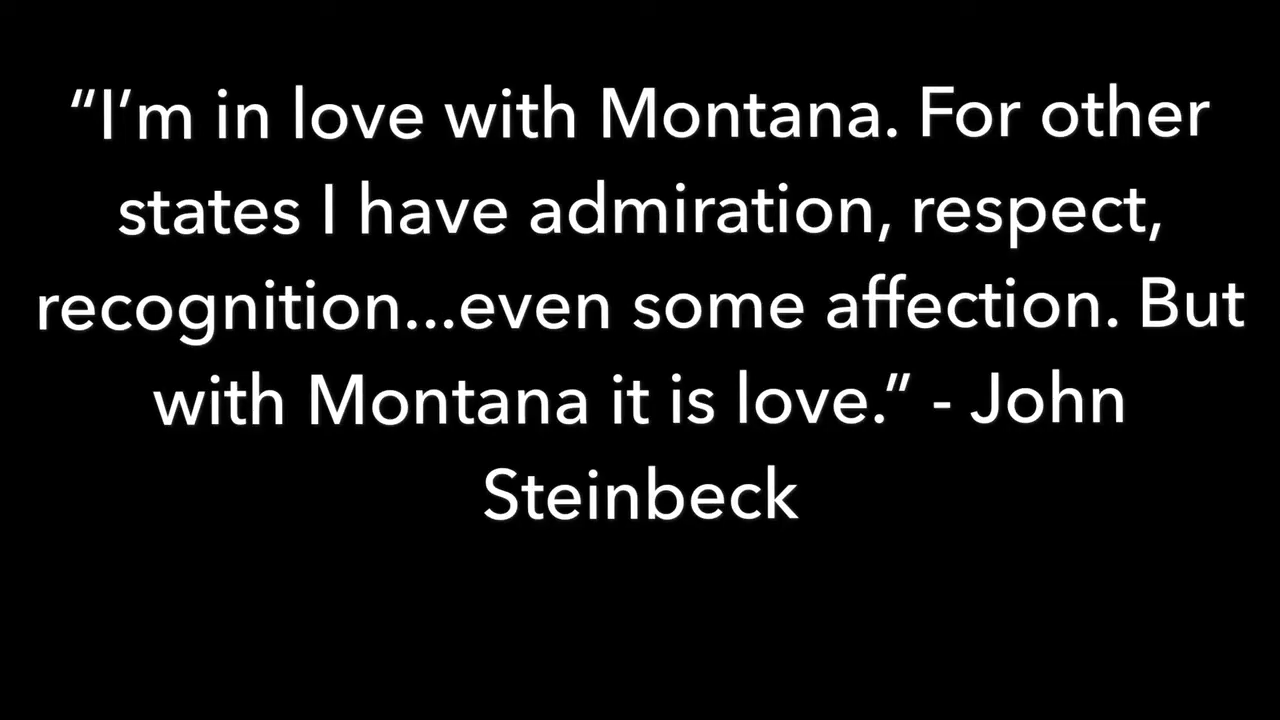 “I’m in love with Montana. For other
states I have admiration, respect,
recognition...even some affection. But
with Montana it is love.” - John
Steinbeck